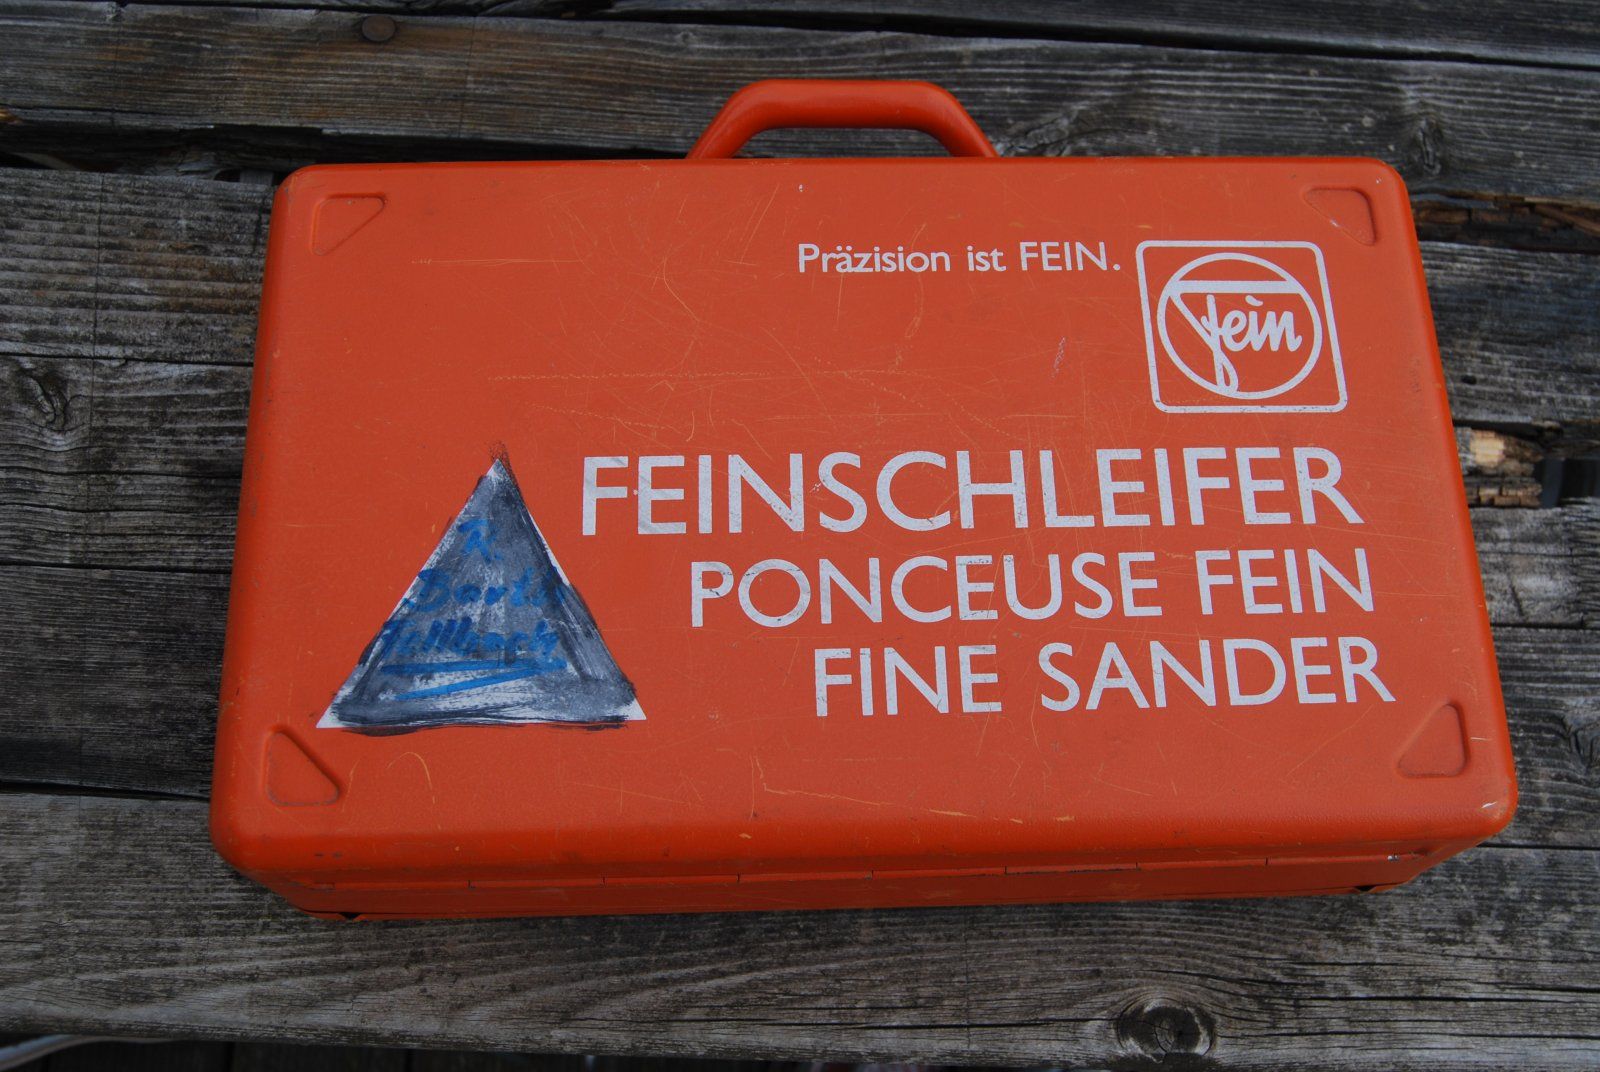 Präzision ist FEIN.
fein
FEINSCHLEIFER
PONCEUSE FEIN
FINE SANDER
R.